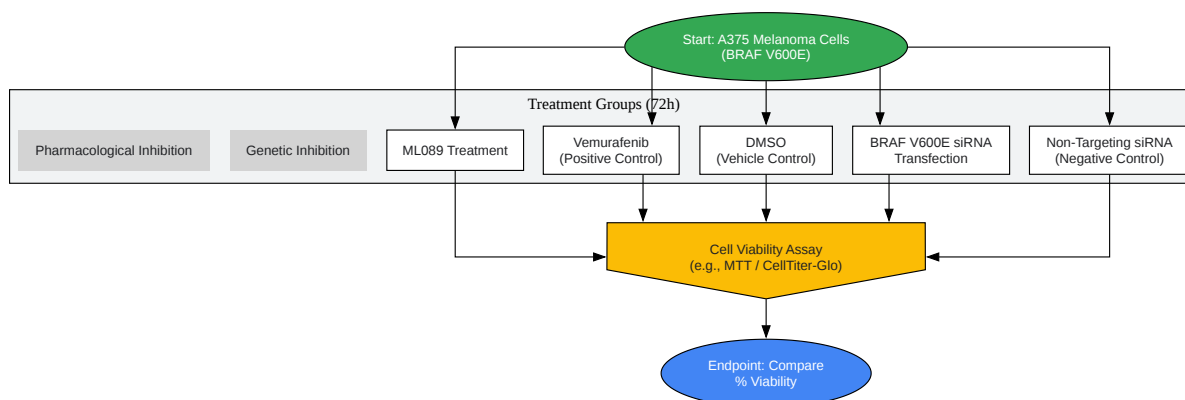 Start: A375 Melanoma Cells
(BRAF V600E)
Treatment Groups (72h)
Pharmacological Inhibition
Genetic Inhibition
ML089 Treatment
Vemurafenib
(Positive Control)
DMSO
(Vehicle Control)
BRAF V600E siRNA
Transfection
Non-Targeting siRNA
(Negative Control)
Cell Viability Assay
(e.g., MTT / CellTiter-Glo)
Endpoint: Compare
% Viability